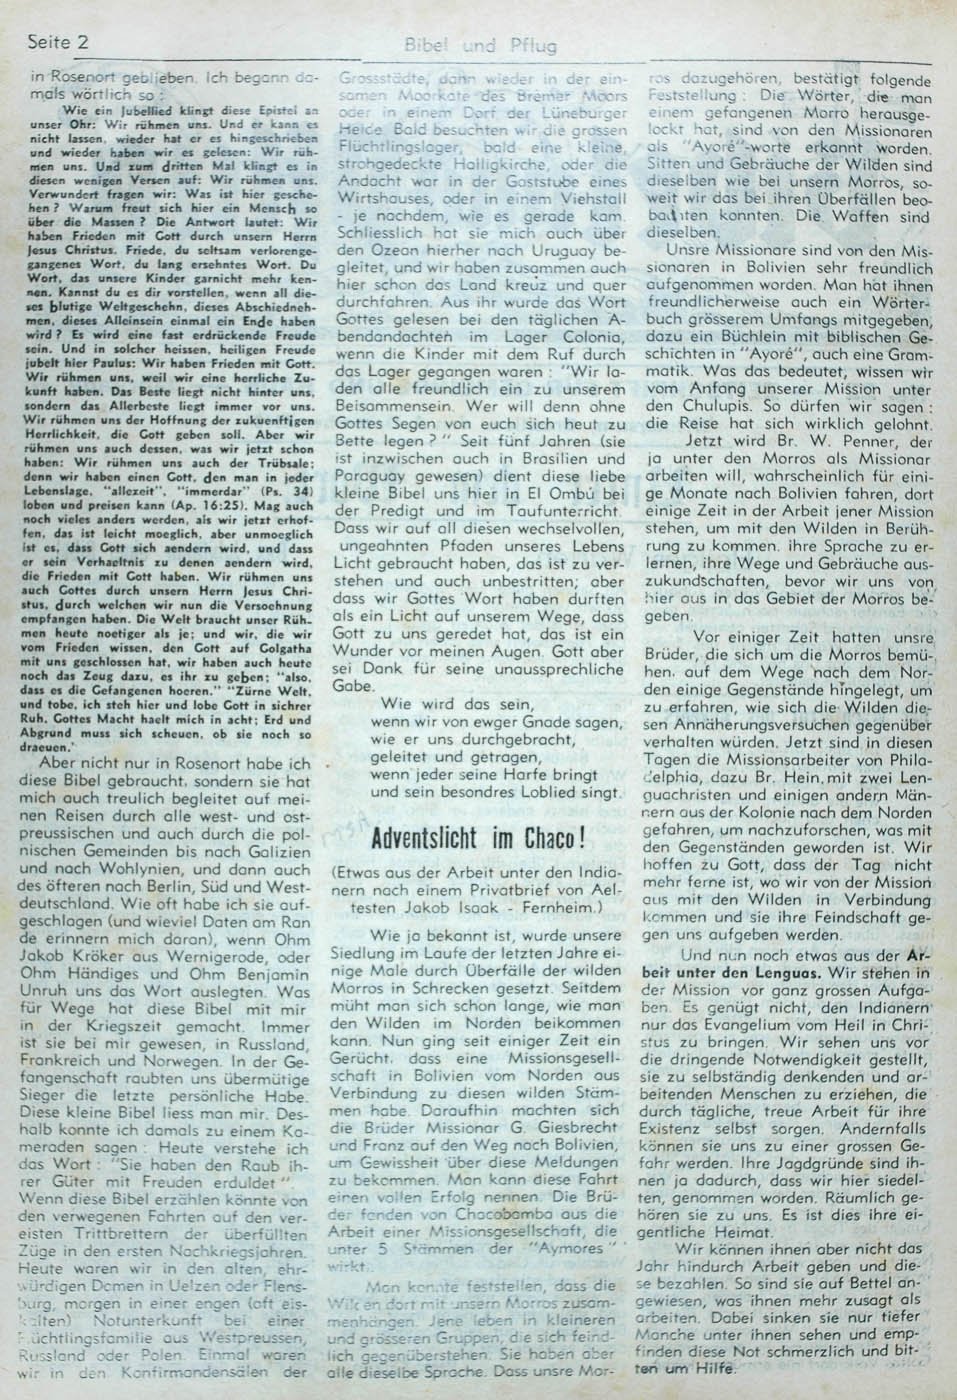 Seite 2
Bibel und Pflug
in Rosenort geblieben. Ich begann da-
mals wörtlich so :
Wie ein Jubellied klingt diese Epistel an
unser Ohr: Wir rühmen uns. Und er kann es
nicht lassen, wieder hat er es hingeschrieben
und wieder haben wir es gelesen: Wir rüh-
men uns. Und zum dritten Mal klingt es in
diesen wenigen Versen auf: Wir rühmen uns.
Verwundert fragen wir: Was ist hier gesche-
hen? Warum freut sich hier ein Mensch so
über die Massen? Die Antwort lautet: Wir
haben Frieden mit Gott durch unsern Herrn
Jesus Christus. Friede, du seltsam verlorenge-
gangenes Wort, du lang ersehntes Wort. Du
Wort, das unsere Kinder garnicht mehr ken-
nen. Kannst du es dir vorstellen, wenn all die-
ses blutige Weltgeschehn, dieses Abschiedneh-
men, dieses Alleinsein einmal ein Ende haben
wird? Es wird eine fast erdrückende Freude
sein. Und in solcher heissen, heiligen Freude
jubelt hier Paulus: Wir haben Frieden mit Gott.
Wir rühmen uns, weil wir eine herrliche Zu-
kunft haben. Das Beste liegt nicht hinter uns,
sondern das Allerbeste liegt immer vor uns.
Wir rühmen uns der Hoffnung der zukuenftigen
Herrlichkeit, die Gott geben soll. Aber wir
rühmen uns auch dessen, was wir jetzt schon
haben: Wir rühmen uns auch der Trübsale;
denn wir haben einen Gott, den man in jeder
Lebenslage, "allezeit", "immerdar" (Ps. 34)
loben und preisen kann (Ap. 16:25). Mag auch
noch vieles anders werden, als wir jetzt erhof-
fen, das ist leicht moeglich, aber unmoeglich
ist es, dass Gott sich aendern wird, und dass
er sein Verhaeltnis zu denen aendern wird,
die Frieden mit Gott haben. Wir rühmen uns
auch Gottes durch unsern Herrn Jesus Chri-
stus, durch welchen wir nun die Versoehnung
empfangen haben. Die Welt braucht unser Rüh-
men heute noetiger als je; und wir, die wir
vom Frieden wissen, den Gott auf Golgatha
mit uns geschlossen hat, wir haben auch heute
noch das Zeug dazu, es ihr zu geben: "also,
dass es die Gefangenen hoeren." "Zürne Welt,
und tobe, ich steh hier und lobe Gott in sichrer
Ruh. Gottes Macht haelt mich in acht; Erd und
Abgrund muss sich scheuen, ob sie noch so
draeuen.'
Aber nicht nur in Rosenort habe ich
diese Bibel gebraucht, sondern sie hat
mich auch treulich begleitet auf mei-
nen Reisen durch alle west- und ost-
preussischen und auch durch die pol-
nischen Gemeinden bis nach Galizien
und nach Wohlynien, und dann auch
des öfteren nach Berlin, Süd und West-
deutschland. Wie oft habe ich sie auf-
geschlagen (und wieviel Daten am Ran
de erinnern mich daran), wenn Ohm
Jakob Kröker aus Wernigerode, oder
Ohm Händiges und Ohm Benjamin
Unruh uns das Wort auslegten. Was
für Wege hat diese Bibel mit mir
in der Kriegszeit gemacht. Immer
ist sie bei mir gewesen, in Russland,
Frankreich und Norwegen. In der Ge-
fangenschaft raubten uns übermütige
Sieger die letzte persönliche Habe.
Diese kleine Bibel liess man mir. Des-
halb konnte ich damals zu einem Ka-
meraden sagen : Heute verstehe ich
das Wort : "Sie haben den Raub ih-
rer Güter mit Freuden erduldet".
Wenn diese Bibel erzählen könnte von
den verwegenen Fahrten auf den ver-
eisten Trittbrettern der überfüllten
Züge in den ersten Nachkriegsjahren.
Heute waren wir in den alten, ehr-
würdigen Domen in Uelzen oder Flens-
burg, morgen in einer engen (oft eis-
kalten) Notunterkunft bei einer
Flüchtlingsfamilie aus Westpreussen,
Russland oder Polen. Einmal waren
wir in den Konfirmandensälen der
Grossstädte, dann wieder in der ein-
samen Moorkate des Bremer Moors
oder in einem Dorf der Lüneburger
Heide. Bald besuchten wir die grossen
Flüchtlingslager, bald eine kleine,
strohgedeckte Halligkirche, oder die
Andacht war in der Gaststube eines
Wirtshauses, oder in einem Viehstall
- je nachdem, wie es gerade kam.
Schliesslich hat sie mich auch über
den Ozean hierher nach Uruguay be-
gleitet, und wir haben zusammen auch
hier schon das Land kreuz und quer
durchfahren. Aus ihr wurde das Wort
Gottes gelesen bei den täglichen A-
bendandachten im Lager Colonia,
wenn die Kinder mit dem Ruf durch
das Lager gegangen waren : "Wir la-
den alle freundlich ein zu unserem
Beisammensein. Wer will denn ohne
Gottes Segen von euch sich heut zu
Bette legen?" Seit fünf Jahren (sie
ist inzwischen auch in Brasilien und
Paraguay gewesen) dient diese liebe
kleine Bibel uns hier in El Ombú bei
der Predigt und im Taufunterricht.
Dass wir auf all diesen wechselvollen,
ungeahnten Pfaden unseres Lebens
Licht gebraucht haben, das ist zu ver-
stehen und auch unbestritten; aber
dass wir Gottes Wort haben durften
als ein Licht auf unserem Wege, dass
Gott zu uns geredet hat, das ist ein
Wunder vor meinen Augen. Gott aber
sei Dank für seine unaussprechliche
Gabe.
Wie wird das sein,
wenn wir von ewger Gnade sagen,
wie er uns durchgebracht,
geleitet und getragen,
wenn jeder seine Harfe bringt
und sein besondres Loblied singt.
Adventslicht im Chaco!
(Etwas aus der Arbeit unter den India-
nern nach einem Privatbrief von Ael-
testen Jakob Isaak - Fernheim.)
Wie ja bekannt ist, wurde unsere
Siedlung im Laufe der letzten Jahre ei-
nige Male durch Überfälle der wilden
Morros in Schrecken gesetzt. Seitdem
müht man sich schon lange, wie man
den Wilden im Norden beikommen
kann. Nun ging seit einiger Zeit ein
Gerücht, dass eine Missionsgesell-
schaft in Bolivien vom Norden aus
Verbindung zu diesen wilden Stäm-
men habe. Daraufhin machten sich
die Brüder Missionar G. Giesbrecht
und Franz auf den Weg nach Bolivien,
um Gewissheit über diese Meldungen
zu bekommen. Man kann diese Fahrt
einen vollen Erfolg nennen. Die Brü-
der fanden von Chacobamba aus die
Arbeit einer Missionsgesellschaft, die
unter 5 Stämmen der "Aymores"
wirkt.
Man konnte feststellen, dass die
Wilden dort mit unsern Morros zusam-
menhängen. Jene leben in kleineren
und grösseren Gruppen, die sich feind-
lich gegenüberstehen. Sie haben aber
alle dieselbe Sprache. Dass unsre Mor-
ros dazugehören, bestätigt folgende
Feststellung : Die Wörter, die man
einem gefangenen Morro herausge-
lockt hat, sind von den Missionaren
als "Ayoré"-worte erkannt worden.
Sitten und Gebräuche der Wilden sind
dieselben wie bei unsern Morros, so-
weit wir das bei ihren Überfällen beo-
bachten konnten. Die Waffen sind
dieselben.
Unsre Missionare sind von den Mis-
sionaren in Bolivien sehr freundlich
aufgenommen worden. Man hat ihnen
freundlicherweise auch ein Wörter-
buch grösserem Umfangs mitgegeben,
dazu ein Büchlein mit biblischen Ge-
schichten in "Ayoré", auch eine Gram-
matik. Was das bedeutet, wissen wir
vom Anfang unserer Mission unter
den Chulupis. So dürfen wir sagen :
die Reise hat sich wirklich gelohnt.
Jetzt wird Br. W. Penner, der
ja unter den Morros als Missionar
arbeiten will, wahrscheinlich für eini-
ge Monate nach Bolivien fahren, dort
einige Zeit in der Arbeit jener Mission
stehen, um mit den Wilden in Berüh-
rung zu kommen. ihre Sprache zu er-
lernen, ihre Wege und Gebräuche aus-
zukundschaften, bevor wir uns von
hier aus in das Gebiet der Morros be-
geben.
Vor einiger Zeit hatten unsre
Brüder, die sich um die Morros bemü-
hen, auf dem Wege nach dem Nor-
den einige Gegenstände hingelegt, um
zu erfahren, wie sich die Wilden die-
sen Annäherungsversuchen gegenüber
verhalten würden. Jetzt sind in diesen
Tagen die Missionsarbeiter von Phila-
delphia, dazu Br. Hein, mit zwei Len-
guachristen und einigen andern Män-
nern aus der Kolonie nach dem Norden
gefahren, um nachzuforschen, was mit
den Gegenständen geworden ist. Wir
hoffen zu Gott, dass der Tag nicht
mehr ferne ist, wo wir von der Mission
aus mit den Wilden in Verbindung
kommen und sie ihre Feindschaft ge-
gen uns aufgeben werden.
Und nun noch etwas aus der Ar-
beit unter den Lenguas. Wir stehen in
der Mission vor ganz grossen Aufga-
ben. Es genügt nicht, den Indianern
nur das Evangelium vom Heil in Chri-
stus zu bringen. Wir sehen uns vor
die dringende Notwendigkeit gestellt,
sie zu selbständig denkenden und ar-
beitenden Menschen zu erziehen, die
durch tägliche, treue Arbeit für ihre
Existenz selbst sorgen. Andernfalls
können sie uns zu einer grossen Ge-
fahr werden. Ihre Jagdgründe sind ih-
nen ja dadurch, dass wir hier siedel-
ten, genommen worden. Räumlich ge-
hören sie zu uns. Es ist dies ihre ei-
gentliche Heimat.
Wir können ihnen aber nicht das
Jahr hindurch Arbeit geben und die-
se bezahlen. So sind sie auf Bettel an-
gewiesen, was ihnen mehr zusagt als
arbeiten. Dabei sinken sie nur tiefer
Manche unter ihnen sehen und emp-
finden diese Not schmerzlich und bit-
ten um Hilfe.